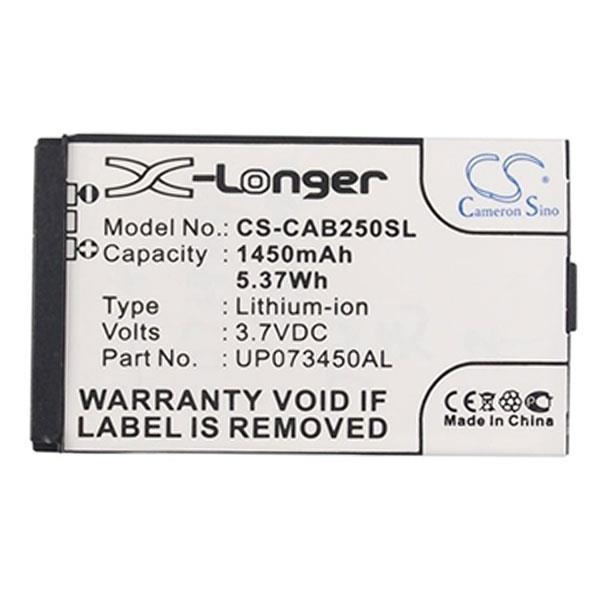 X-Longer
CS
Cameron Sino
Model No.: CS-CAB250SL
Capacity : 1450mAh
5.37Wh
Type : Lithium-ion
Volts : 3.7VDC
Part No. : UP073450AL
WARRANTY VOID IF
LABEL IS REMOVED
CE
Made In China